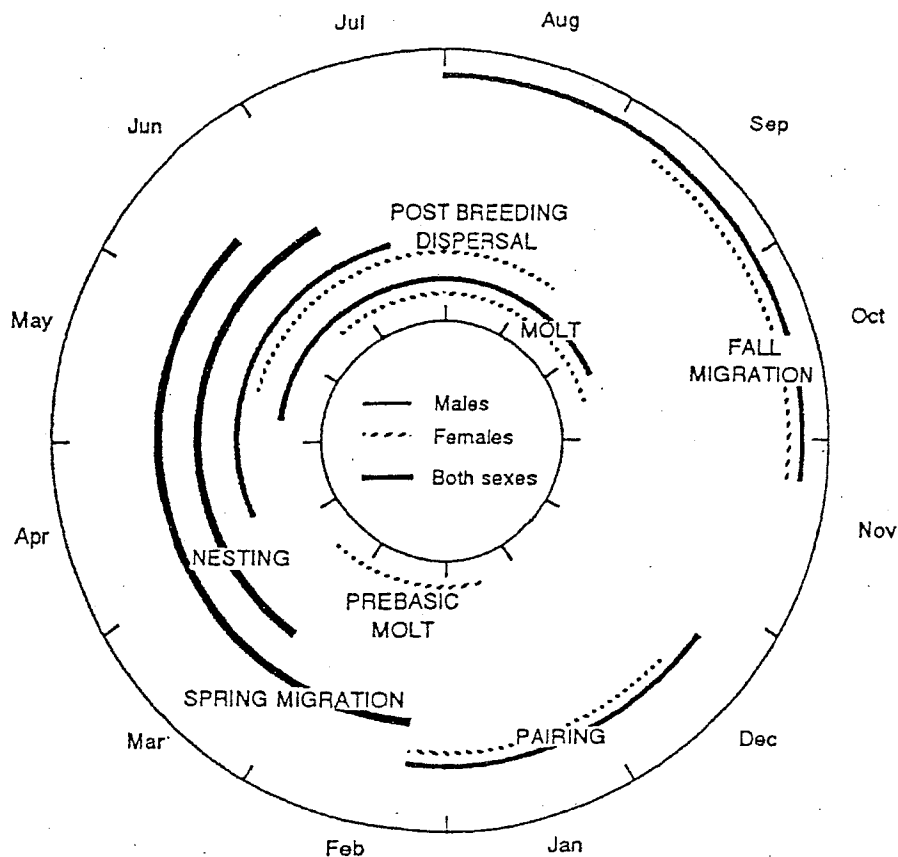 Jul
Aug
Jun
Sep
POST BREEDING
DISPERSAL
May
Oct
MOLT
FALL
MIGRATION
Males
Females
Both sexes
Apr
Nov
NESTING
PREBASIC
MOLT
SPRING MIGRATION
PAIRING
Mar
Dec
Feb
Jan